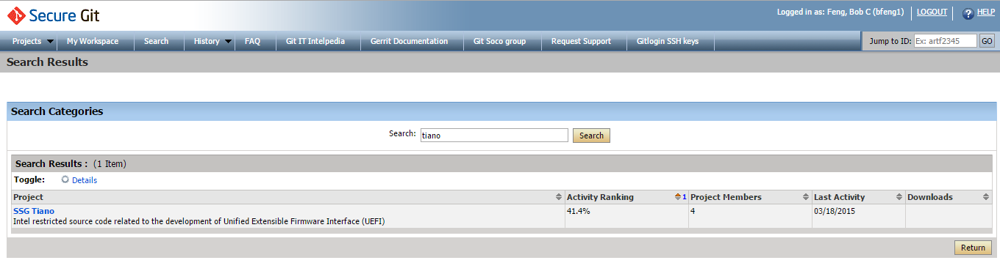 Secure Git
Logged in as: Feng, Bob C (bfeng1) LOGOUT ? HELP
Projects My Workspace Search History FAQ Git IT Intelpedia Gerrit Documentation Git Soco group Request Support Gitlogin SSH keys Jump to ID: Ex: artf2345 GO
Search Results
Search Categories
Search: tiano Search
Search Results : (1 Item)
Toggle: Details
Project Activity Ranking 1 Project Members Last Activity Downloads
SSG Tiano 41.4% 4 03/18/2015
Intel restricted source code related to the development of Unified Extensible Firmware Interface (UEFI)
Return